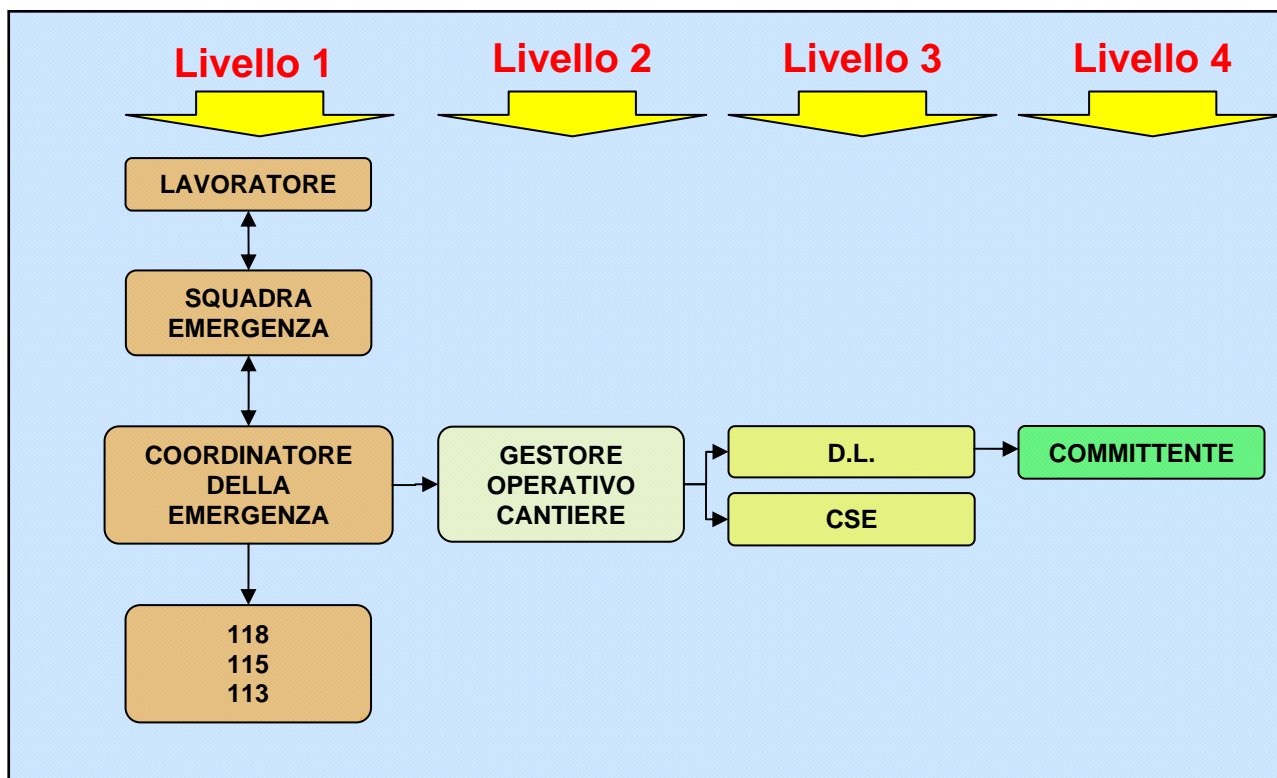 Livello 1
Livello 2
Livello 3
Livello 4
LAVORATORE
SQUADRA
EMERGENZA
COORDINATORE
DELLA
EMERGENZA
GESTORE
OPERATIVO
CANTIERE
D.L.
CSE
COMMITTENTE
118
115
113